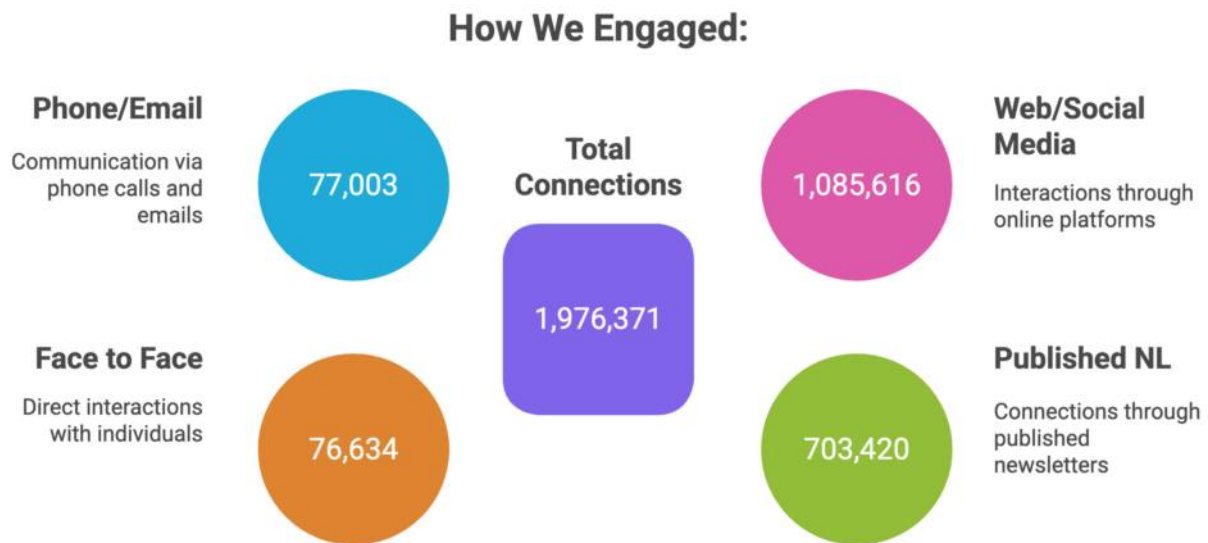 How We Engaged:
Phone/Email
Communication via
phone calls and
emails
77,003
Total
Connections
1,976,371
1,085,616
Web/Social
Media
Interactions through
online platforms
Face to Face
Direct interactions
with individuals
76,634
703,420
Published NL
Connections through
published
newsletters